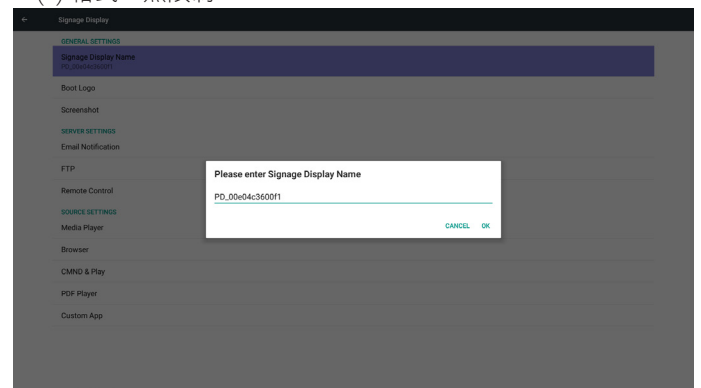 Signage Display
GENERAL SETTINGS
Signage Display Name
PD_00e04c3600f1
Boot Logo
Screenshot
SERVER SETTINGS
Email Notification
FTP
Remote Control
SOURCE SETTINGS
Media Player
Browser
CMND & Play
PDF Player
Custom App
Please enter Signage Display Name
PD_00e04c3600f1
CANCEL OK